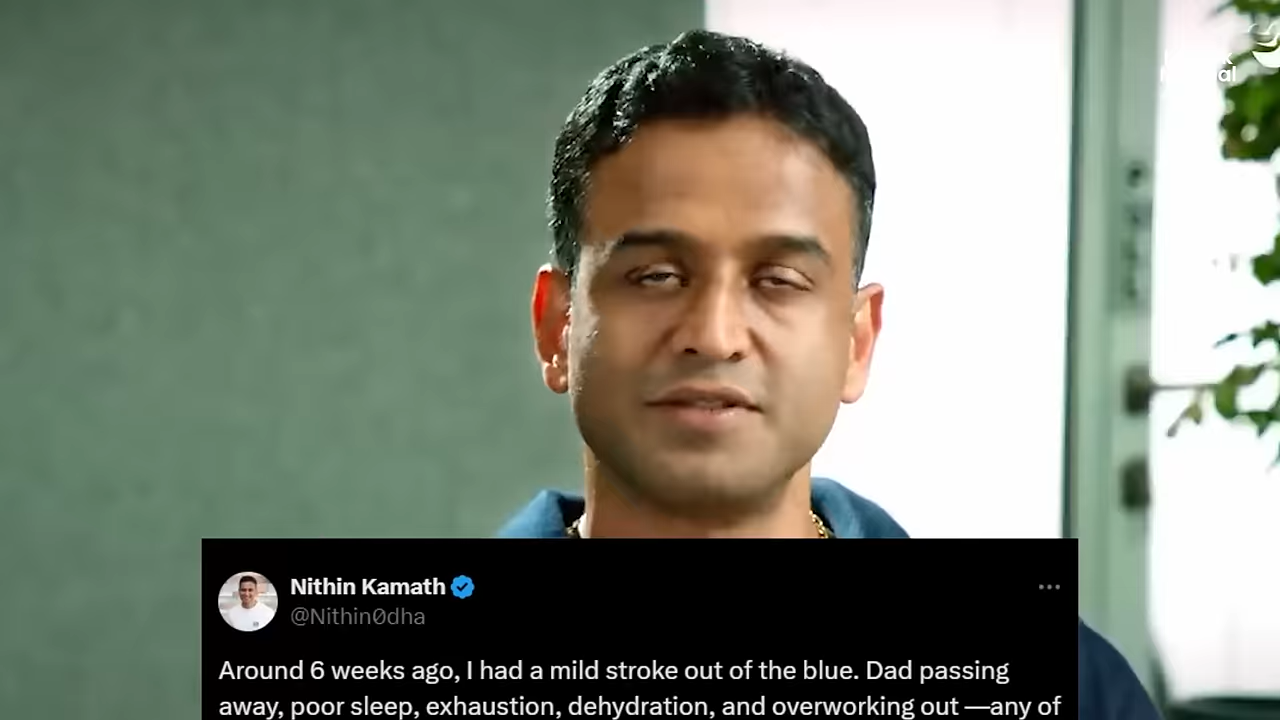 Nithin Kamath
@Nithin0dha
Around 6 weeks ago, I had a mild stroke out of the blue. Dad passing
away, poor sleep, exhaustion, dehydration, and overworking out —any of